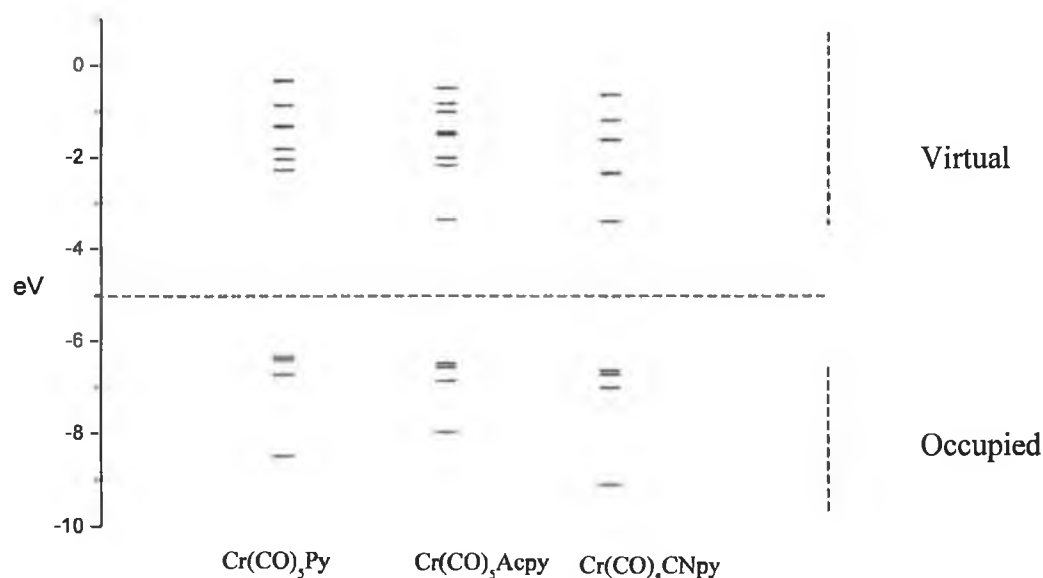 0
-2
Virtual
-4
eV
-6
-8
Occupied
-10
Cr(CO)₅Py
Cr(CO)₅Acpy
Cr(CO)₅CNpy